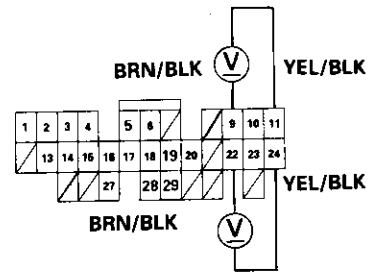 V
BRN/BLK YEL/BLK
1 2 3 4 5 6 9 10 11
13 14 15 16 17 18 19 20 22 23 24
27 28 29
YEL/BLK
BRN/BLK
V